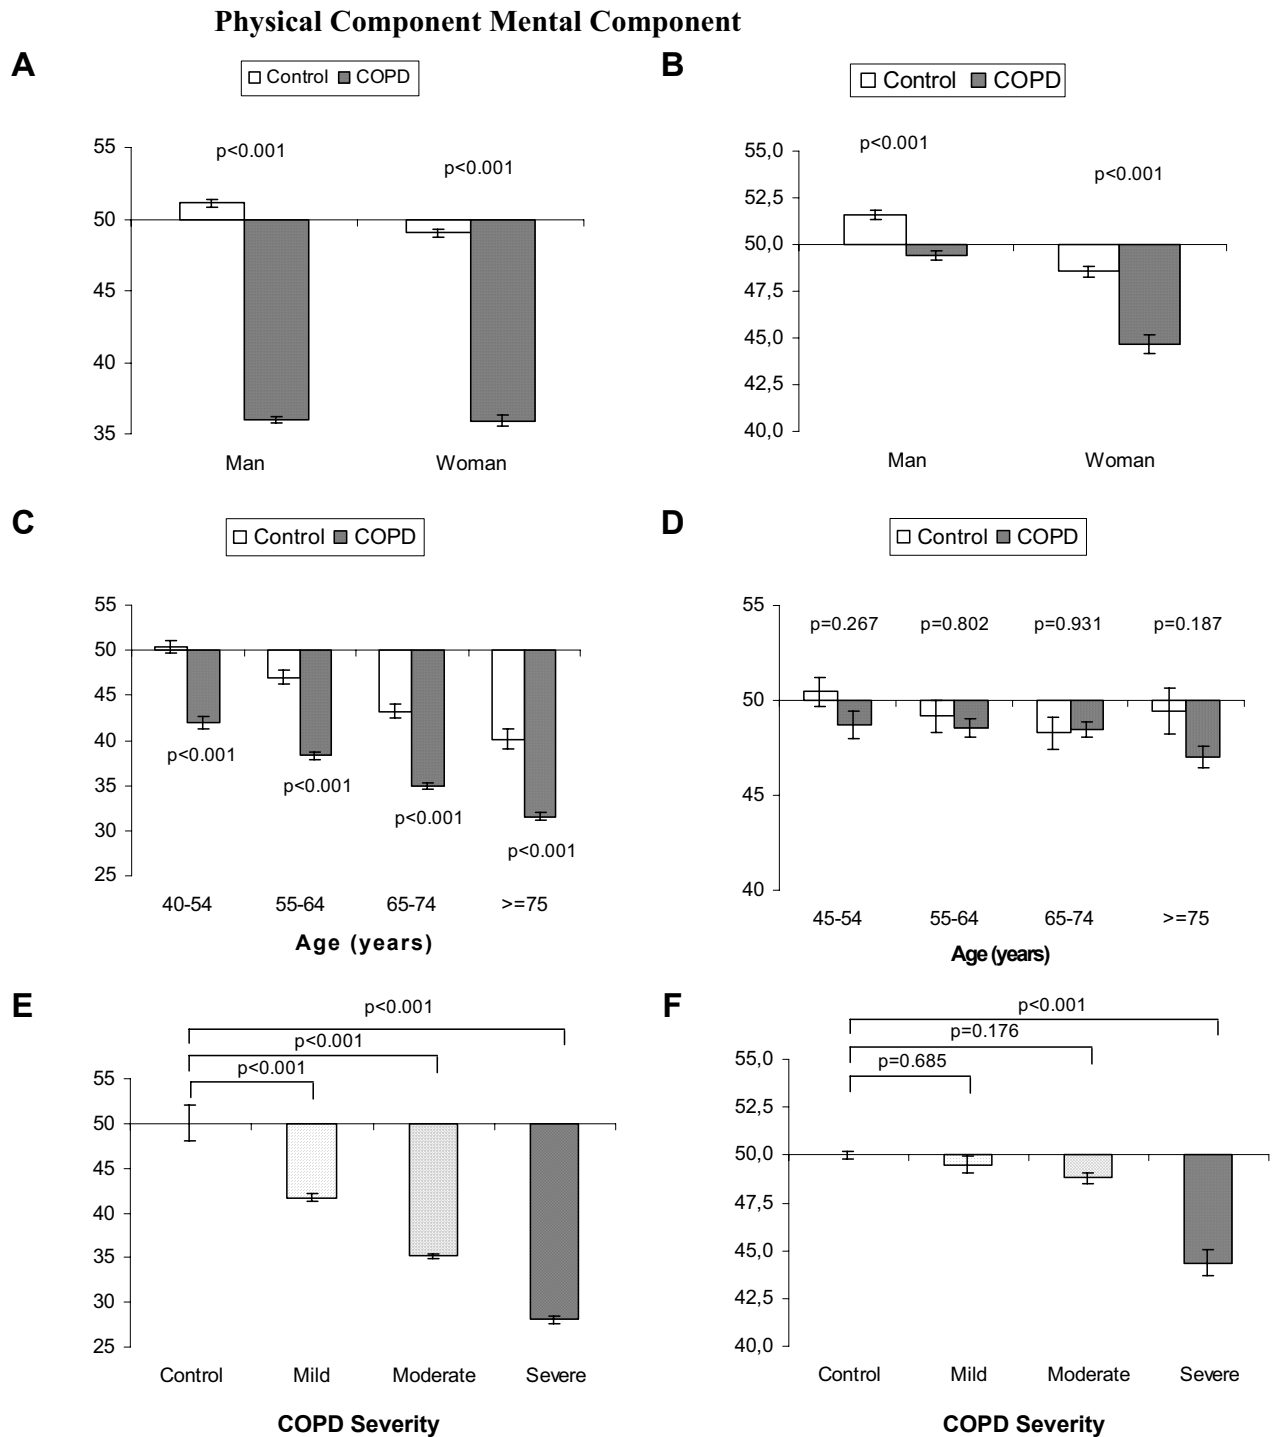 Physical Component Mental Component
A
Control COPD
55
50
45
40
35
p<0.001
p<0.001
Man Woman
B
Control COPD
55,0
52,5
50,0
47,5
45,0
42,5
40,0
p<0.001
p<0.001
Man Woman
C
Control COPD
55
50
45
40
35
30
25
p<0.001
p<0.001
p<0.001
p<0.001
40-54 55-64 65-74 >=75
Age (years)
D
Control COPD
55
50
45
40
p=0.267 p=0.802 p=0.931 p=0.187
45-54 55-64 65-74 >=75
Age (years)
E
p<0.001
p<0.001
p<0.001
55
50
45
40
35
30
25
Control Mild Moderate Severe
COPD Severity
F
p<0.001
p=0.176
p=0.685
55,0
52,5
50,0
47,5
45,0
42,5
40,0
Control Mild Moderate Severe
COPD Severity